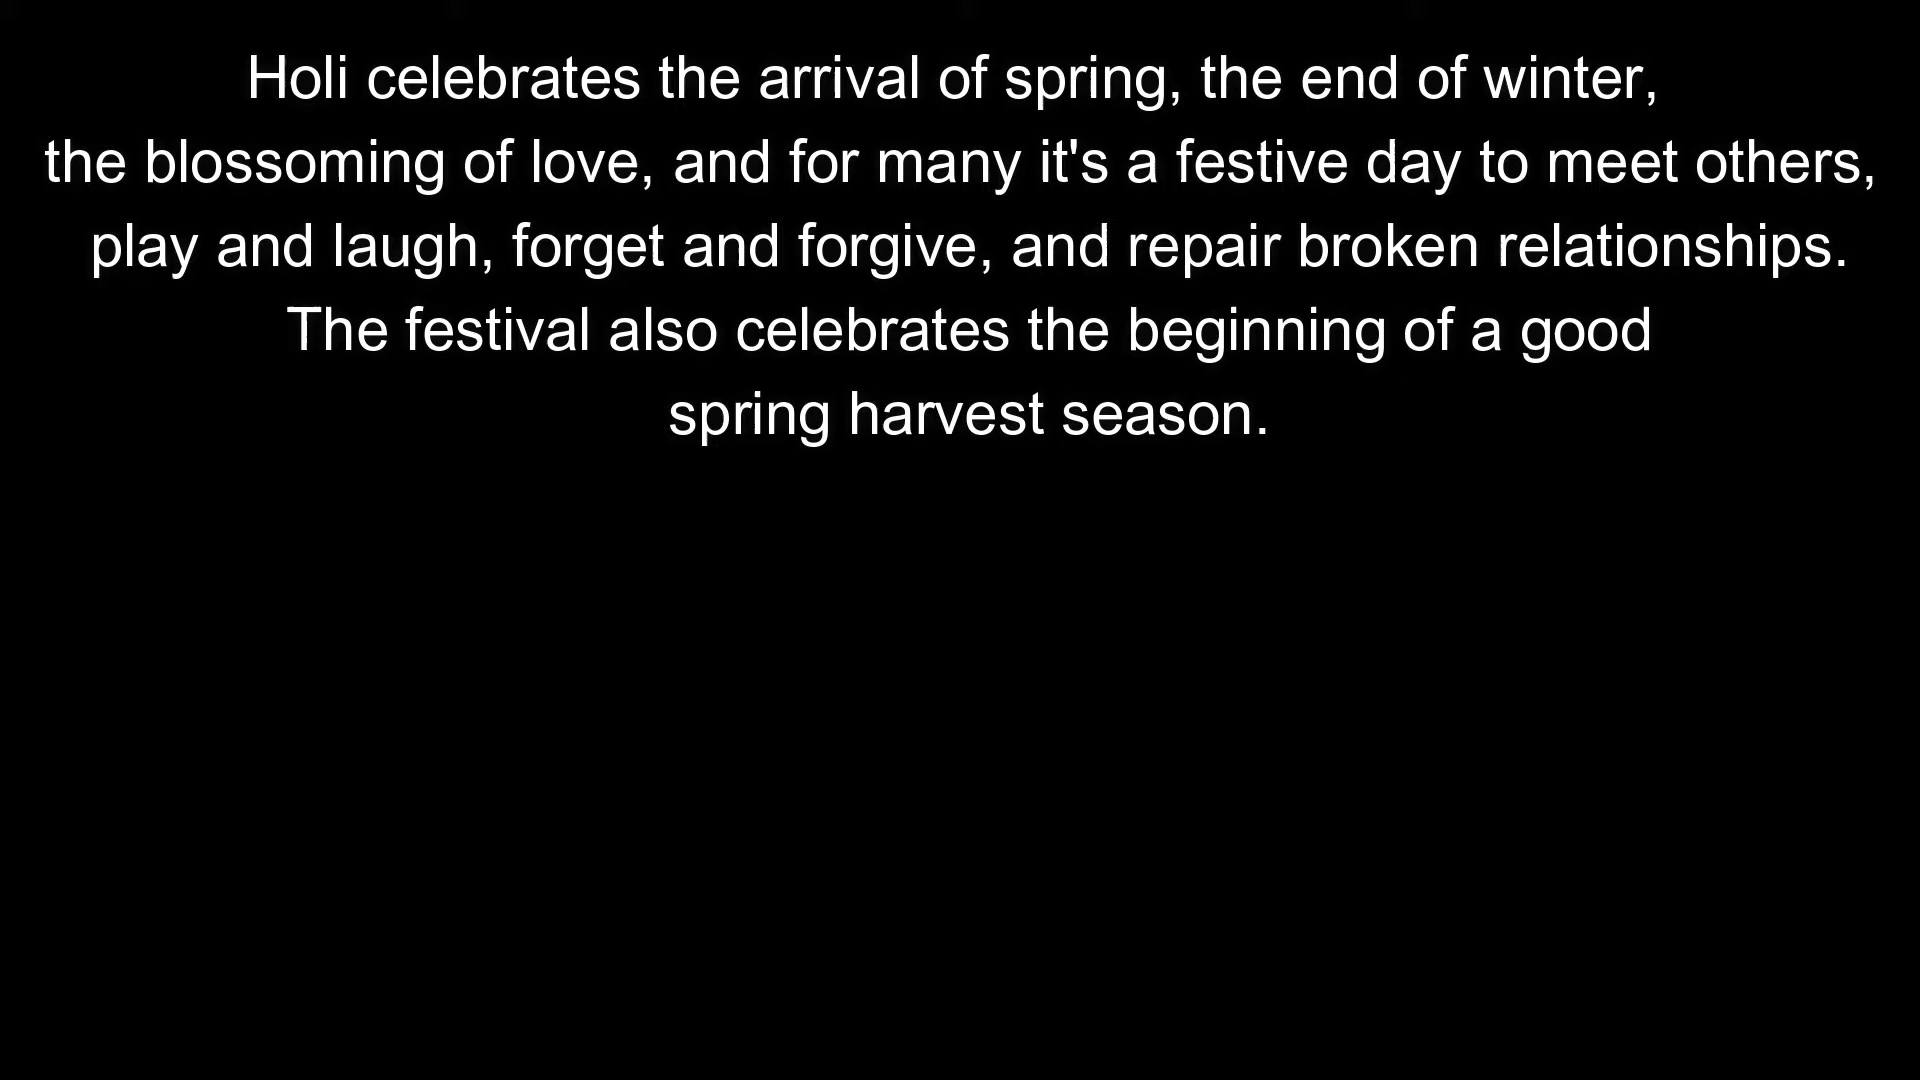 Holi celebrates the arrival of spring, the end of winter,
the blossoming of love, and for many it's a festive day to meet others,
play and laugh, forget and forgive, and repair broken relationships.
The festival also celebrates the beginning of a good
spring harvest season.